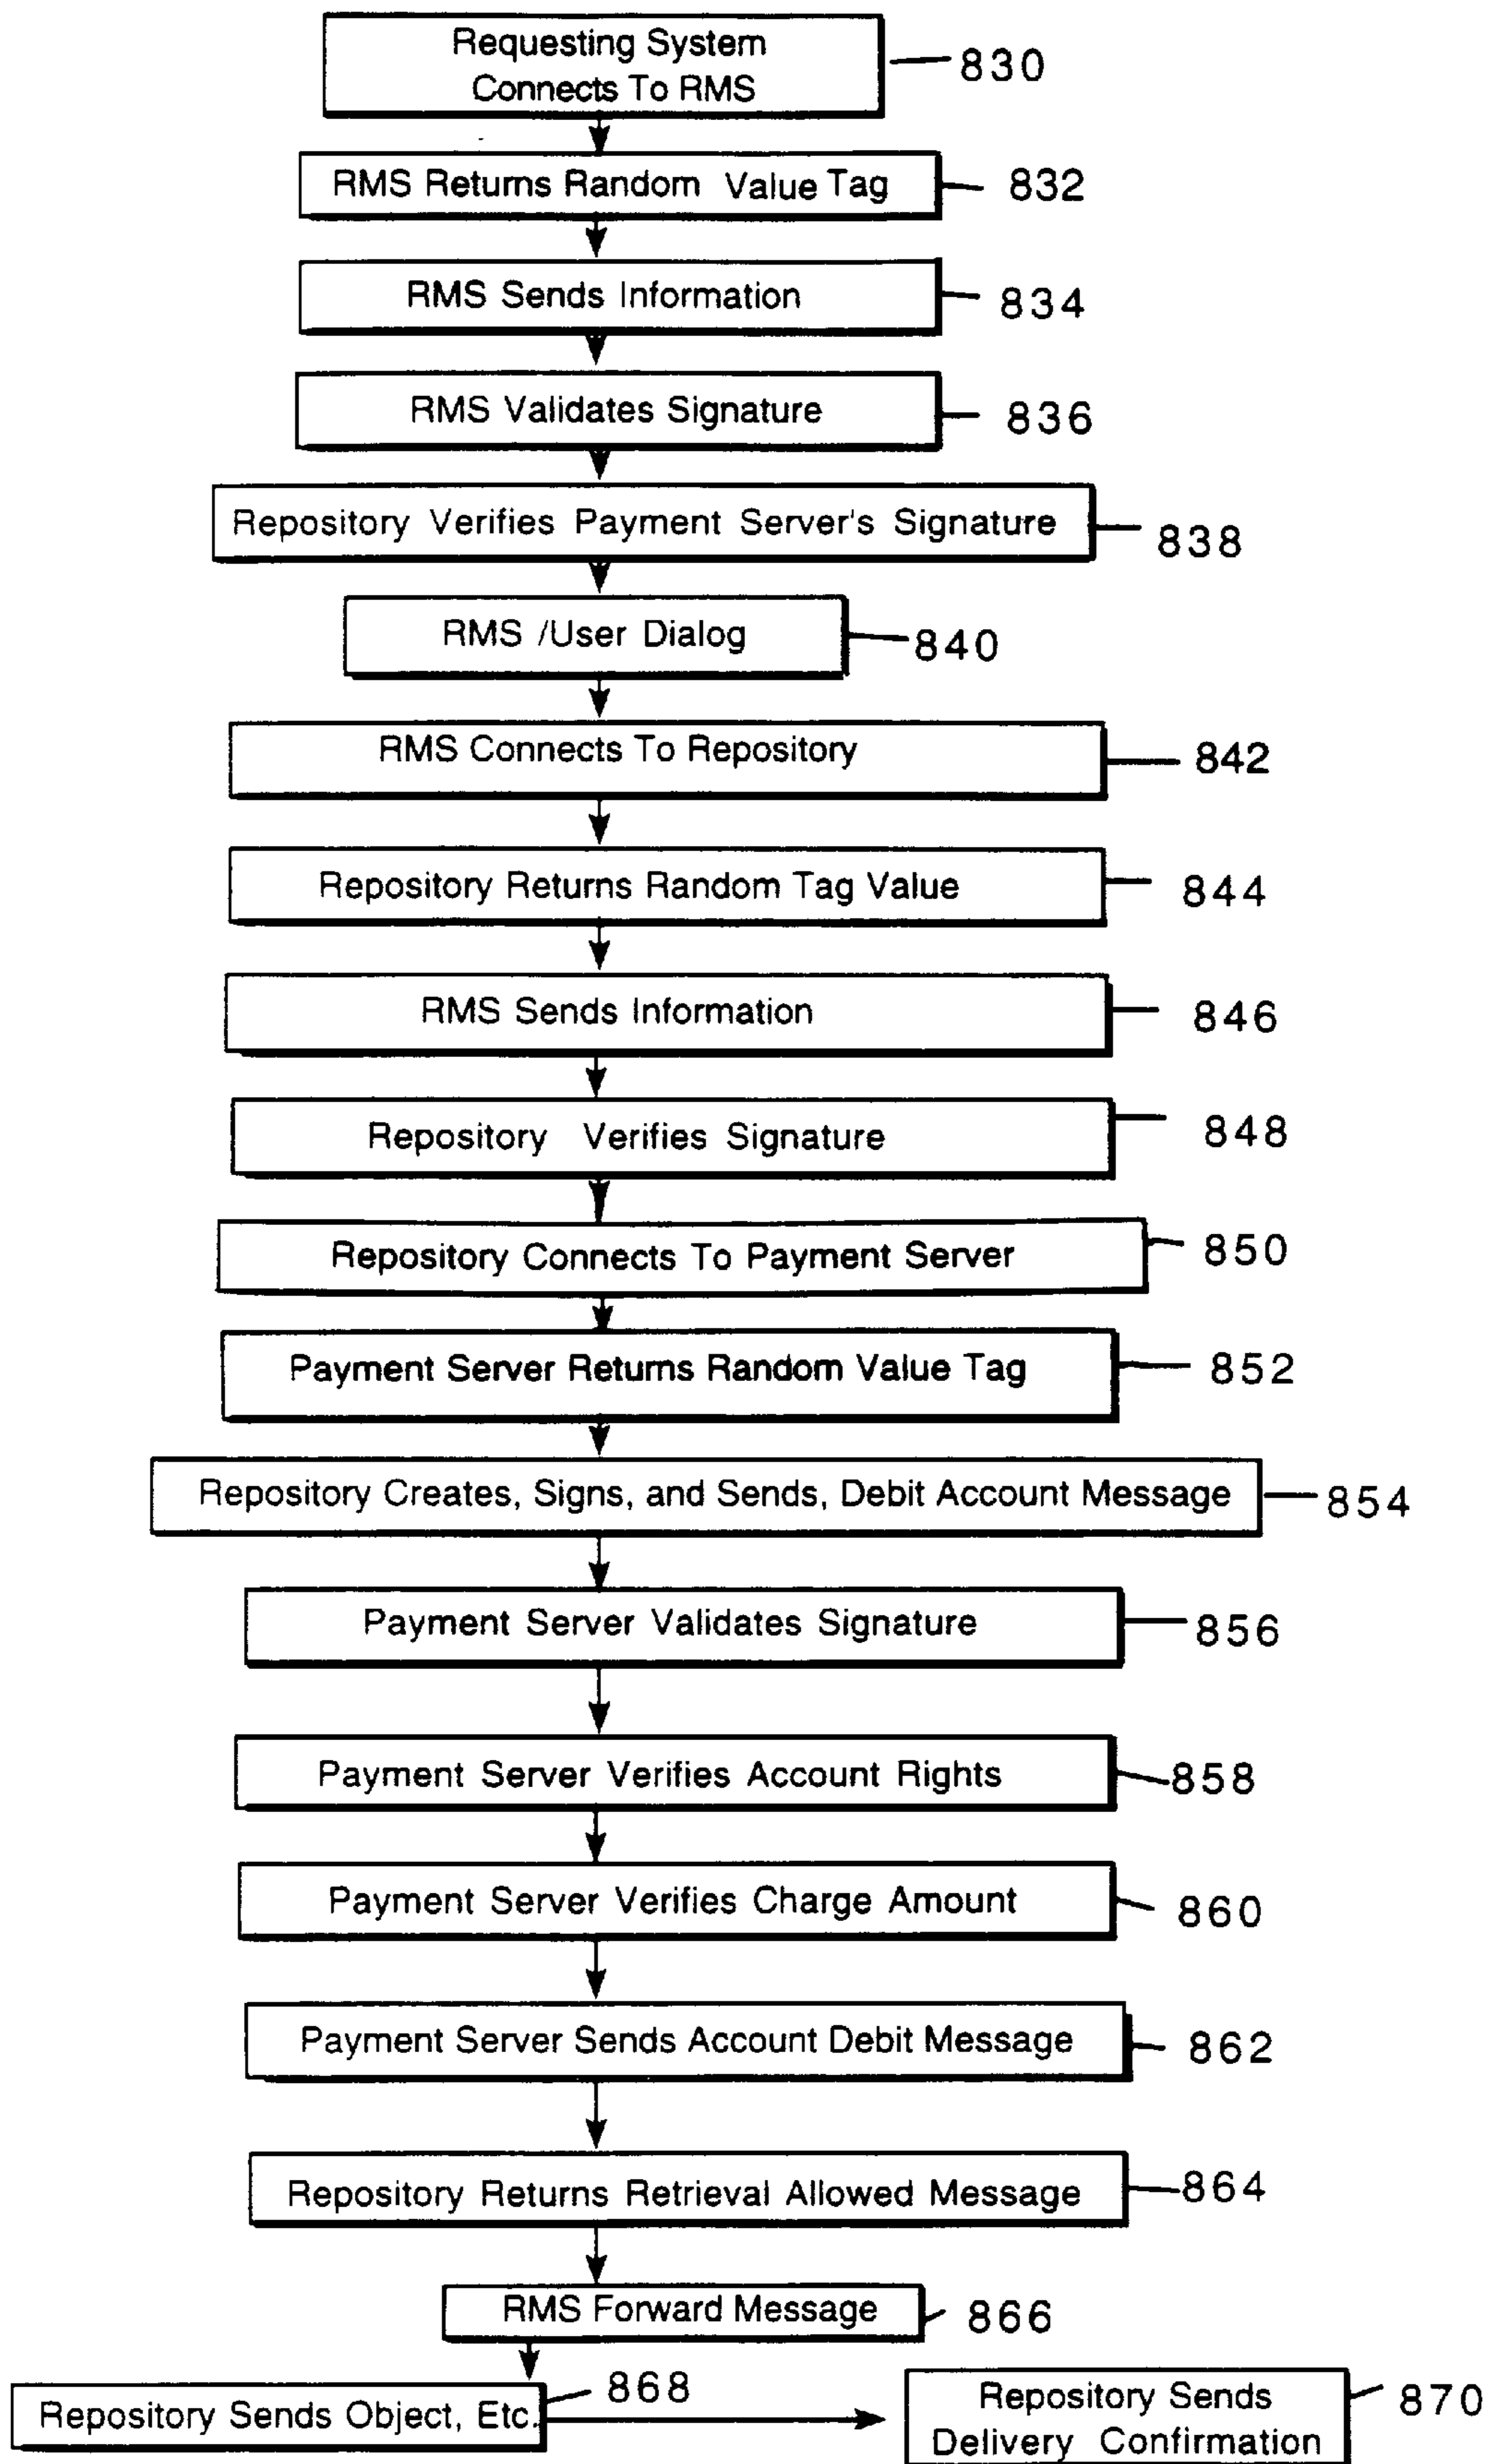 Requesting System
Connects To RMS
830
RMS Returns Random Value Tag
832
RMS Sends Information
834
RMS Validates Signature
836
Repository Verifies Payment Server's Signature
838
RMS /User Dialog
840
RMS Connects To Repository
842
Repository Returns Random Tag Value
844
RMS Sends Information
846
Repository Verifies Signature
848
Repository Connects To Payment Server
850
Payment Server Returns Random Value Tag
852
Repository Creates, Signs, and Sends, Debit Account Message
854
Payment Server Validates Signature
856
Payment Server Verifies Account Rights
858
Payment Server Verifies Charge Amount
860
Payment Server Sends Account Debit Message
862
Repository Returns Retrieval Allowed Message
864
RMS Forward Message
866
Repository Sends Object, Etc.
868
Repository Sends
Delivery Confirmation
870